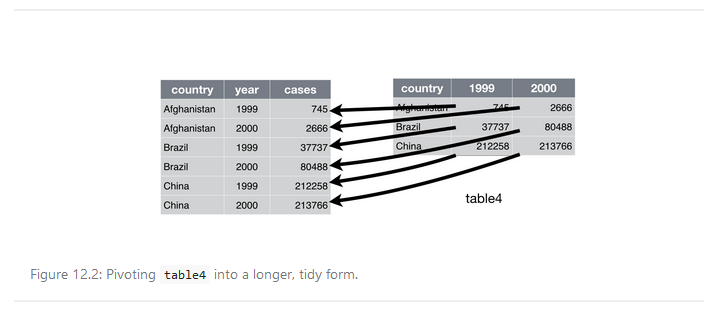 country year cases
Afghanistan 1999 745
Afghanistan 2000 2666
Brazil 1999 37737
Brazil 2000 80488
China 1999 212258
China 2000 213766
country 1999 2000
Afghanistan 745 2666
Brazil 37737 80488
China 212258 213766
table4
Figure 12.2: Pivoting table4 into a longer, tidy form.